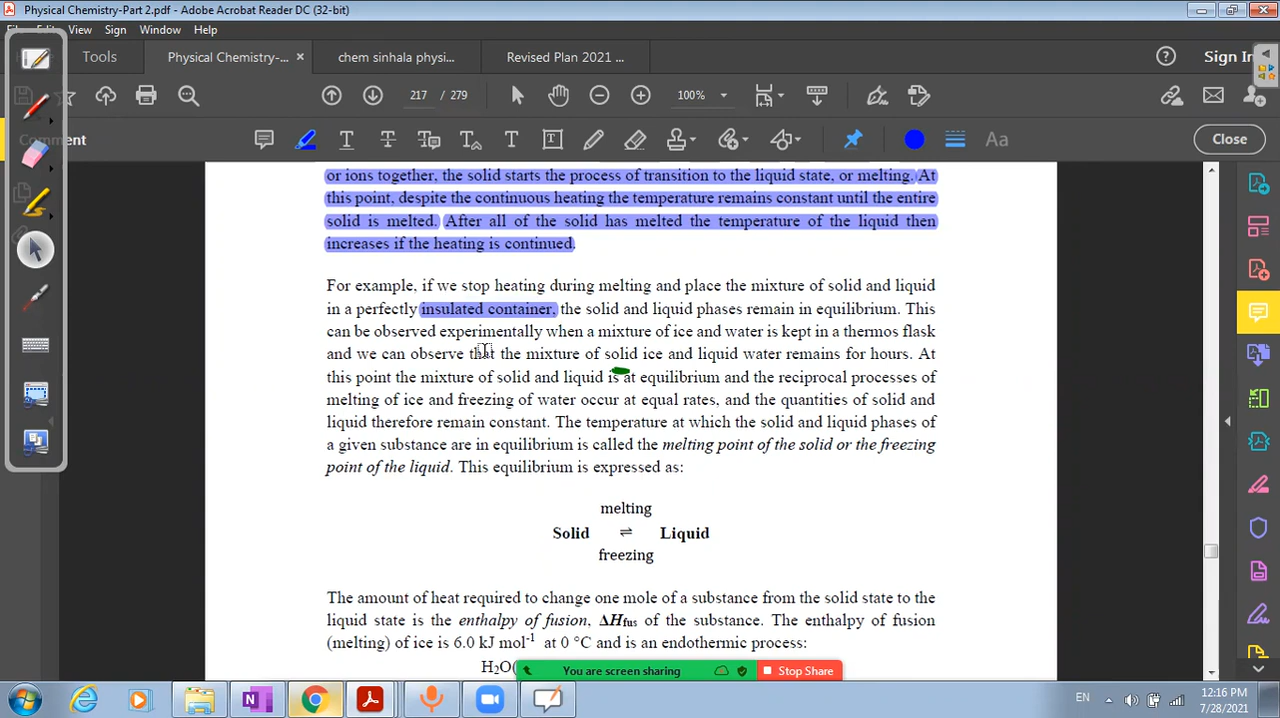 Physical Chemistry-Part 2.pdf - Adobe Acrobat Reader DC (32-bit)
View Sign Window Help
Tools Physical Chemistry-... × chem sinhala physi... Revised Plan 2021 ... Sign In
217 / 279 100%
ment T T T Aa Close
or ions together, the solid starts the process of transition to the liquid state, or melting. At
this point, despite the continuous heating the temperature remains constant until the entire
solid is melted. After all of the solid has melted the temperature of the liquid then
increases if the heating is continued.
For example, if we stop heating during melting and place the mixture of solid and liquid
in a perfectly insulated container, the solid and liquid phases remain in equilibrium. This
can be observed experimentally when a mixture of ice and water is kept in a thermos flask
and we can observe that the mixture of solid ice and liquid water remains for hours. At
this point the mixture of solid and liquid is at equilibrium and the reciprocal processes of
melting of ice and freezing of water occur at equal rates, and the quantities of solid and
liquid therefore remain constant. The temperature at which the solid and liquid phases of
a given substance are in equilibrium is called the melting point of the solid or the freezing
point of the liquid. This equilibrium is expressed as:
melting
Solid ⇌ Liquid
freezing
The amount of heat required to change one mole of a substance from the solid state to the
liquid state is the enthalpy of fusion, ΔHfus of the substance. The enthalpy of fusion
(melting) of ice is 6.0 kJ mol⁻¹ at 0 °C and is an endothermic process:
H₂O(
You are screen sharing Stop Share
EN 12:16 PM
7/28/2021